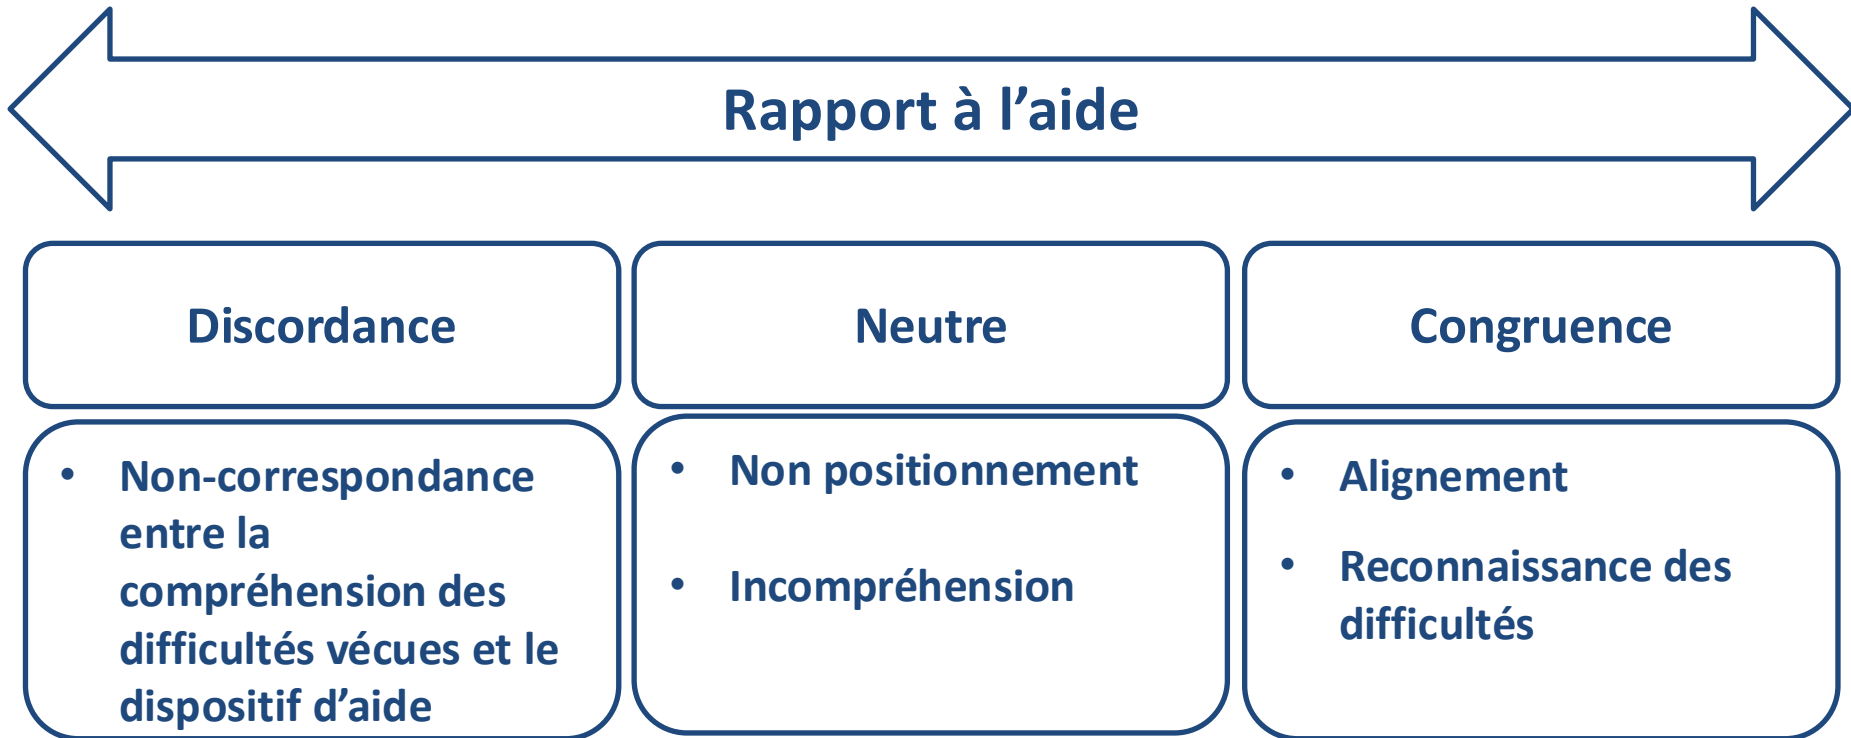 Rapport à l’aide
Discordance
Neutre
Congruence
• Non-correspondance
entre la
compréhension des
difficultés vécues et le
dispositif d’aide
• Non positionnement
• Incompréhension
• Alignement
• Reconnaissance des
difficultés